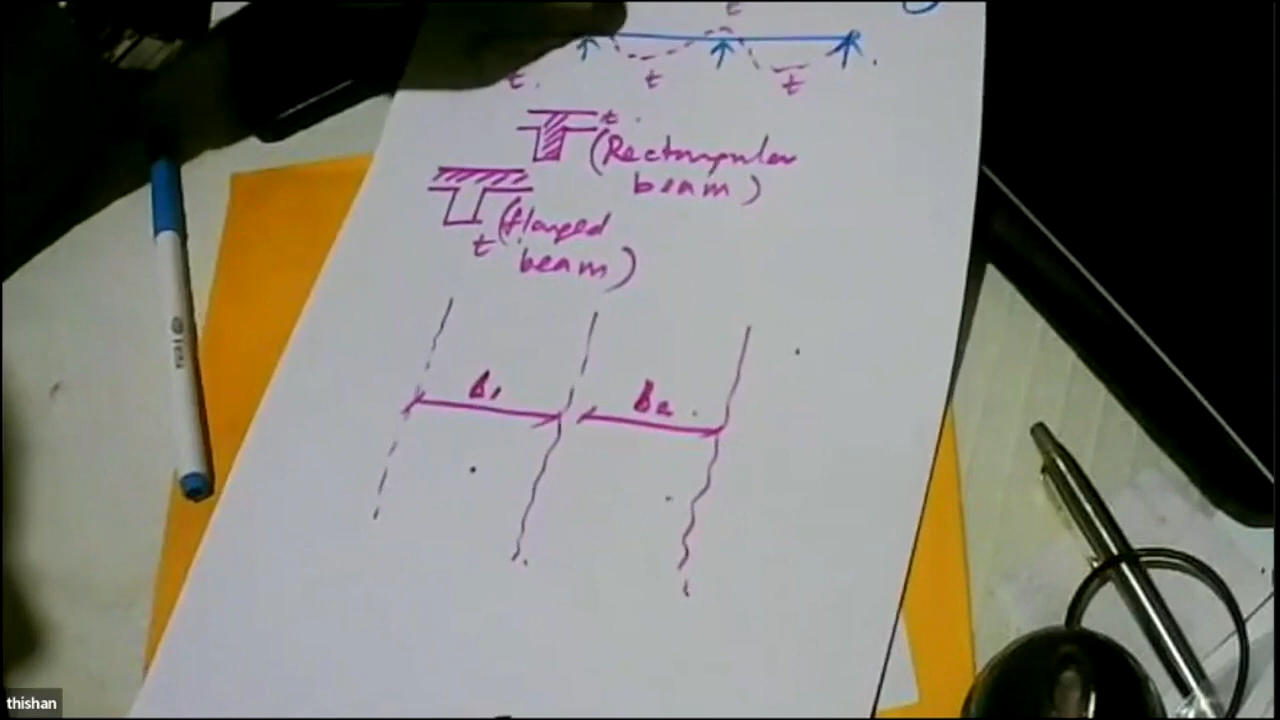 t
t.
t
t
t.
(Rectangular
beam)
(flanged
t beam)
B1
B2.
thishan